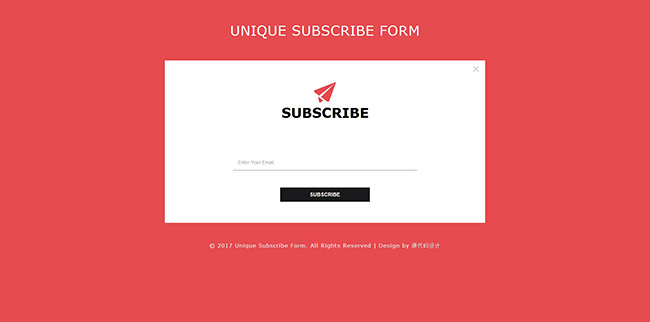 UNIQUE SUBSCRIBE FORM
SUBSCRIBE
Enter Your Email
SUBSCRIBE
© 2017 Unique Subscribe Form. All Rights Reserved | Design by 源代码设计